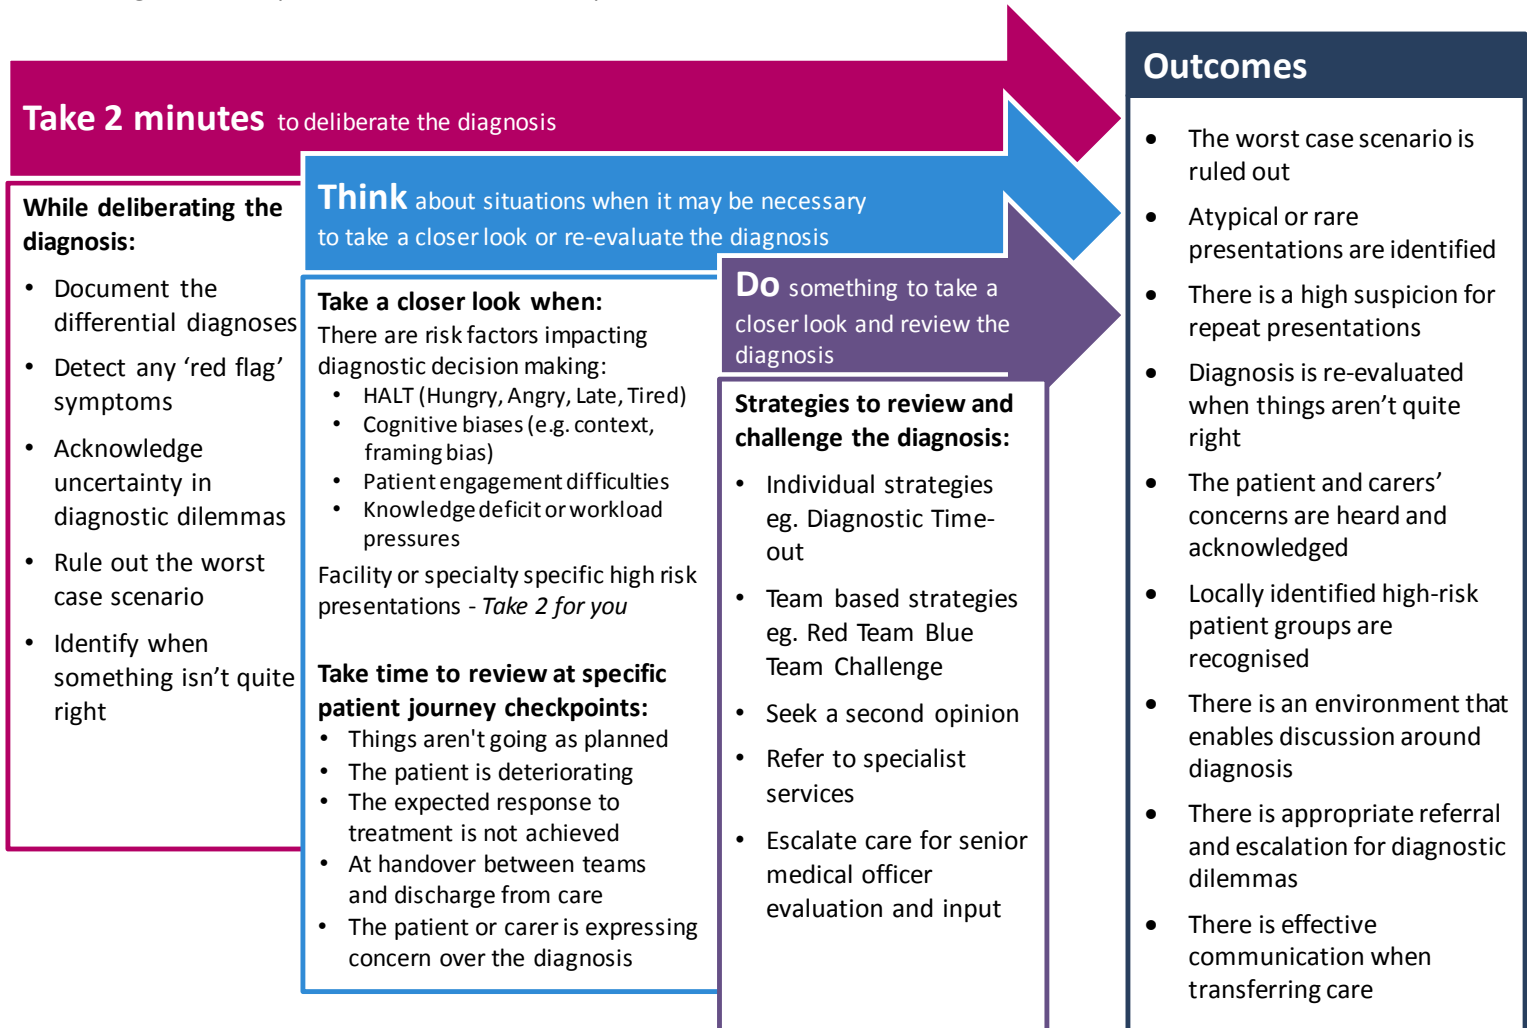 Take 2 minutes to deliberate the diagnosis
While deliberating the
diagnosis:
• Document the
differential diagnoses
• Detect any ‘red flag’
symptoms
• Acknowledge
uncertainty in
diagnostic dilemmas
• Rule out the worst
case scenario
• Identify when
something isn’t quite
right
Think about situations when it may be necessary
to take a closer look or re-evaluate the diagnosis
Take a closer look when:
There are risk factors impacting
diagnostic decision making:
• HALT (Hungry, Angry, Late, Tired)
• Cognitive biases (e.g. context,
framing bias)
• Patient engagement difficulties
• Knowledge deficit or workload
pressures
Facility or specialty specific high risk
presentations - Take 2 for you
Take time to review at specific
patient journey checkpoints:
• Things aren't going as planned
• The patient is deteriorating
• The expected response to
treatment is not achieved
• At handover between teams
and discharge from care
• The patient or carer is expressing
concern over the diagnosis
Do something to take a
closer look and review the
diagnosis
Strategies to review and
challenge the diagnosis:
• Individual strategies
eg. Diagnostic Time-
out
• Team based strategies
eg. Red Team Blue
Team Challenge
• Seek a second opinion
• Refer to specialist
services
• Escalate care for senior
medical officer
evaluation and input
Outcomes
• The worst case scenario is
ruled out
• Atypical or rare
presentations are identified
• There is a high suspicion for
repeat presentations
• Diagnosis is re-evaluated
when things aren’t quite
right
• The patient and carers’
concerns are heard and
acknowledged
• Locally identified high-risk
patient groups are
recognised
• There is an environment that
enables discussion around
diagnosis
• There is appropriate referral
and escalation for diagnostic
dilemmas
• There is effective
communication when
transferring care